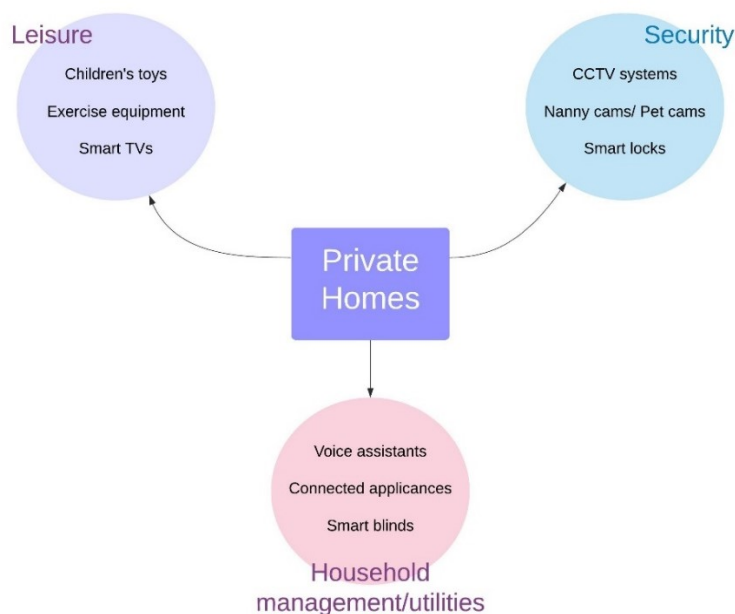 Leisure
Children's toys
Exercise equipment
Smart TVs
Security
CCTV systems
Nanny cams/ Pet cams
Smart locks
Private
Homes
Voice assistants
Connected applicances
Smart blinds
Household
management/utilities